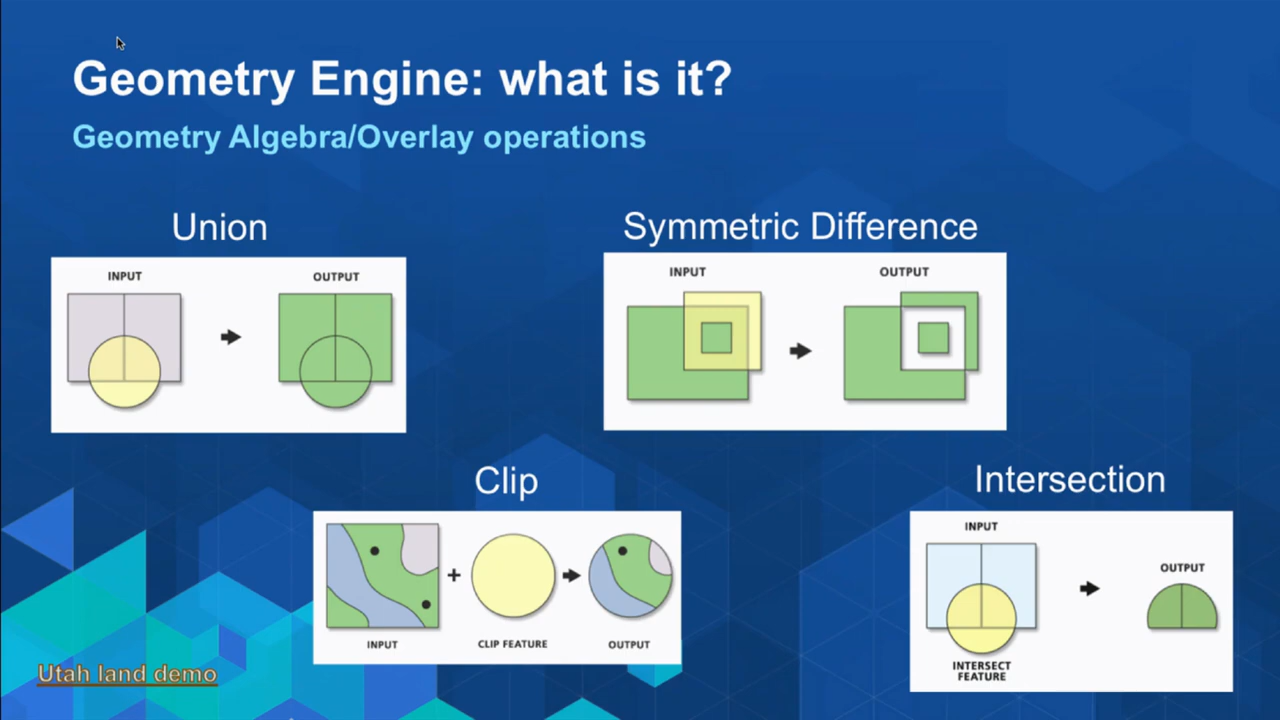 Geometry Engine: what is it?
Geometry Algebra/Overlay operations
Union
INPUT
OUTPUT
Symmetric Difference
INPUT
OUTPUT
Clip
INPUT
CLIP FEATURE
OUTPUT
Intersection
INPUT
OUTPUT
INTERSECT
FEATURE
Utah land demo